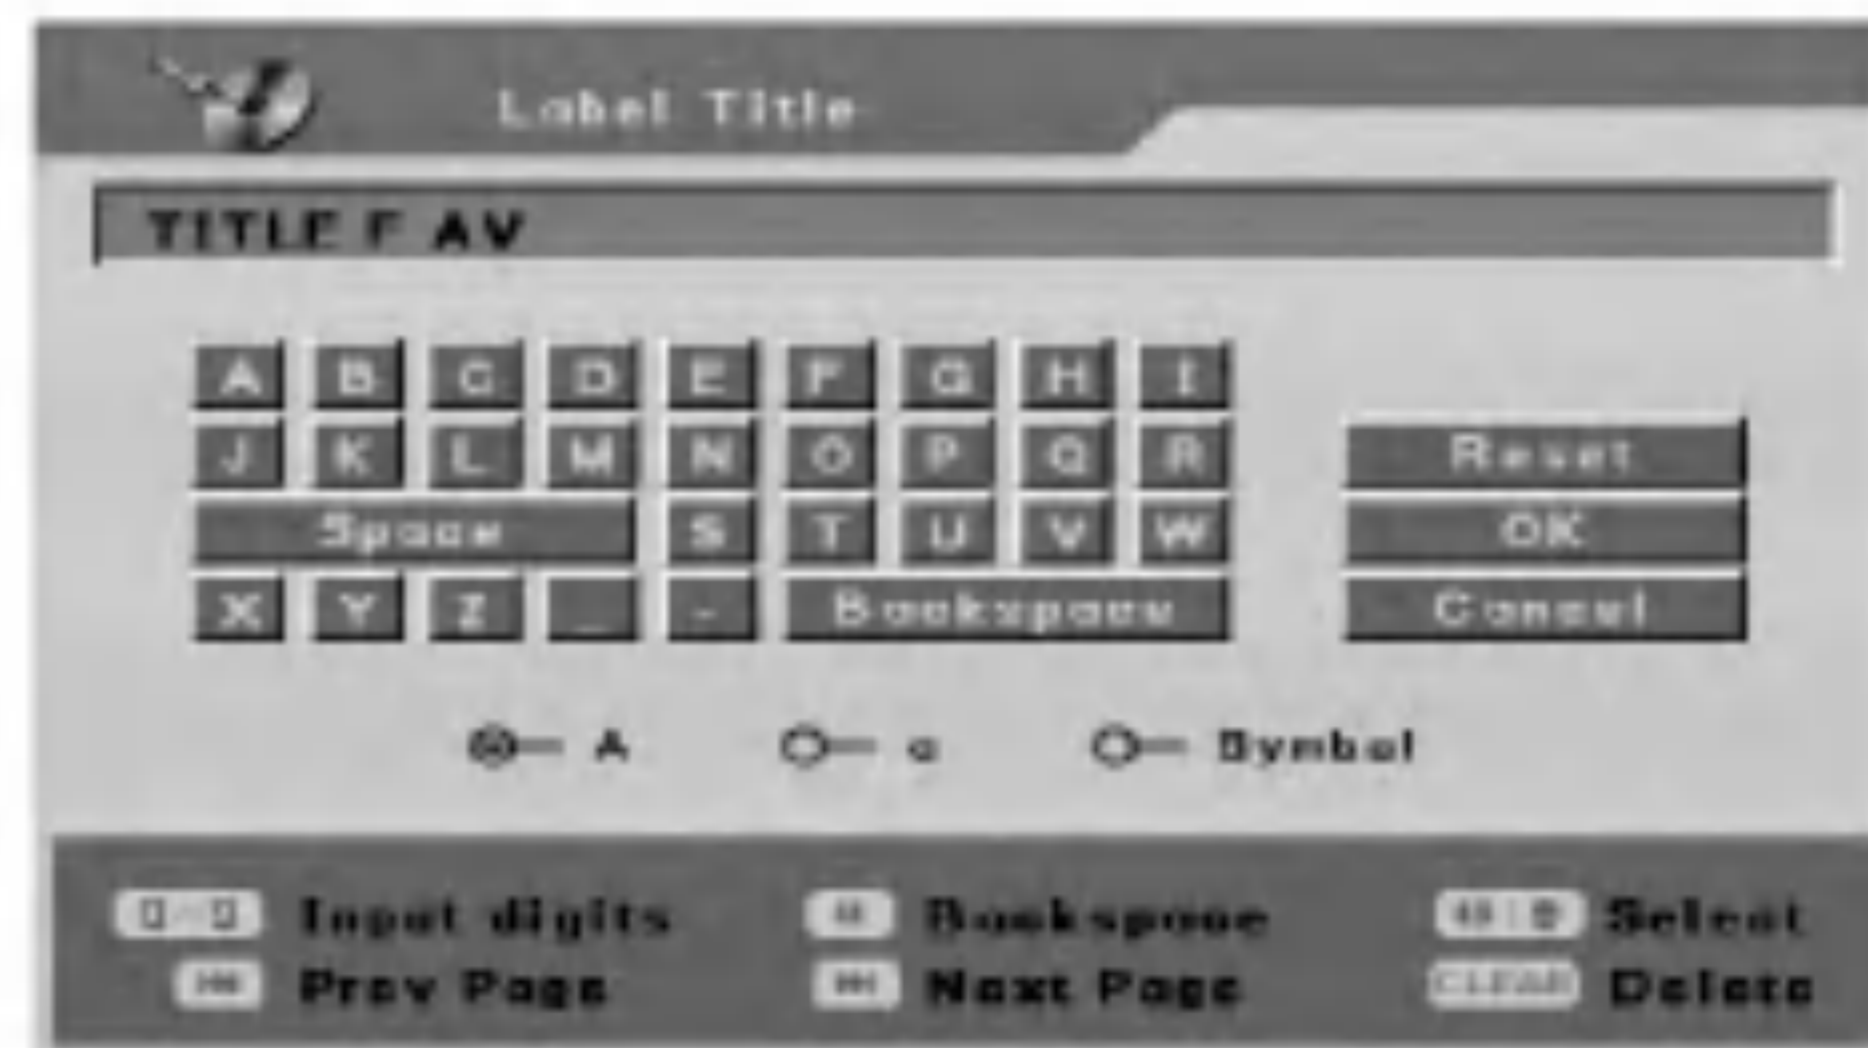 Label Title
TITLE F AV
A B C D E F G H I
J K L M N O P Q R Reset
Space S T U V W OK
X Y Z _ - Backspace Cancel
A a Symbol
Input digits Backspace Select
Prev Page Next Page CLEAR Delete